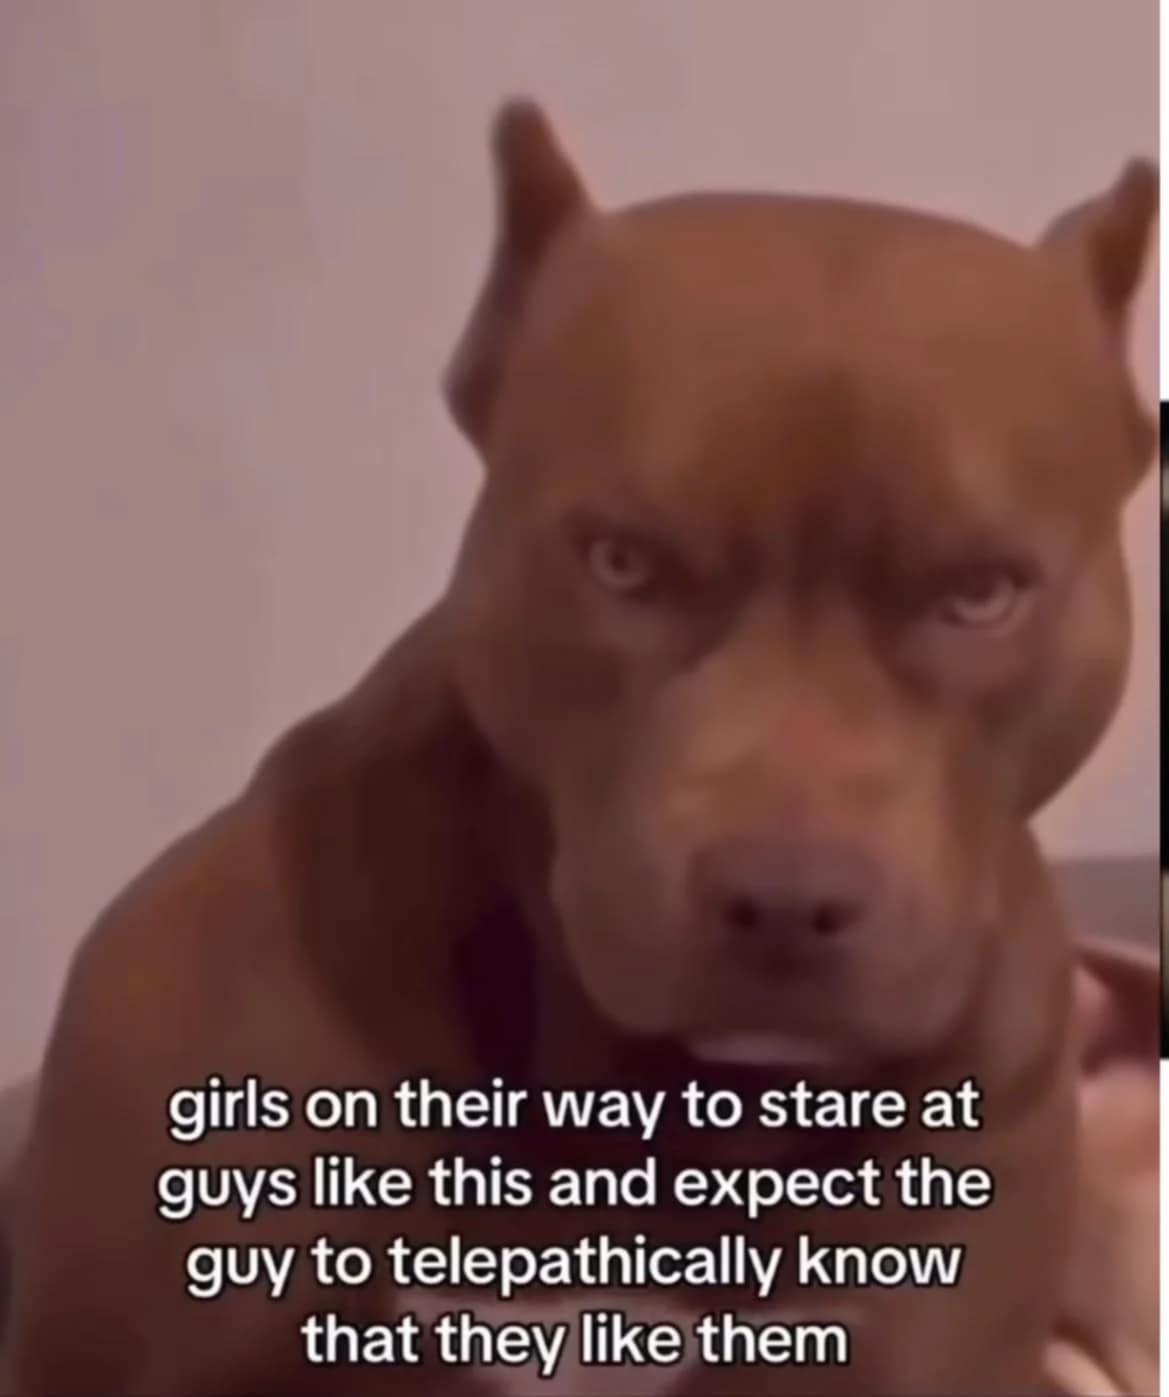 girls on their way to stare at
guys like this and expect the
guy to telepathically know
that they like them